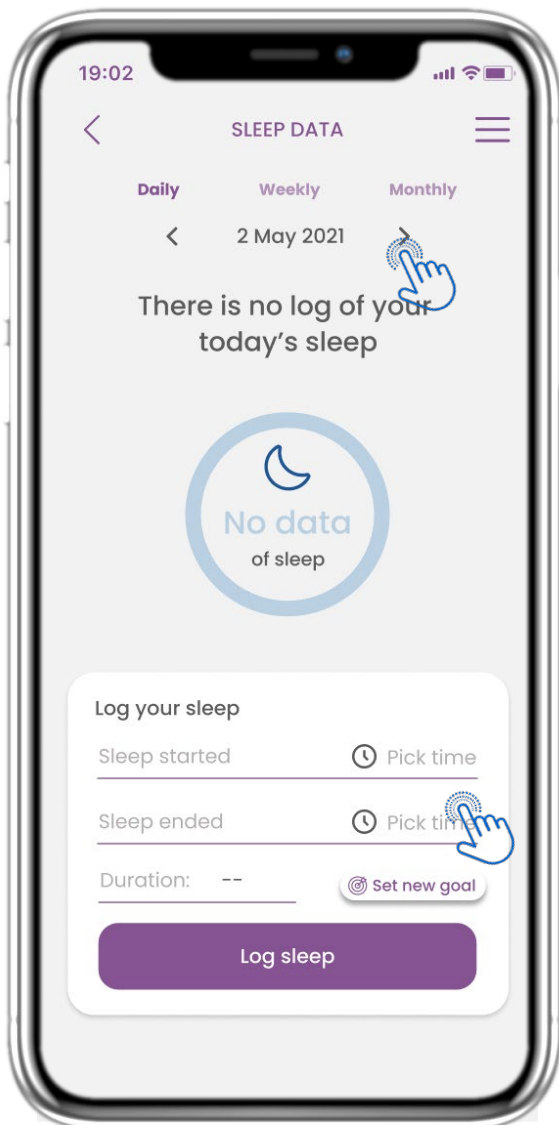 19:02
SLEEP DATA
Daily Weekly Monthly
2 May 2021
There is no log of your
today's sleep
No data
of sleep
Log your sleep
Sleep started Pick time
Sleep ended Pick time
Duration: -- Set new goal
Log sleep